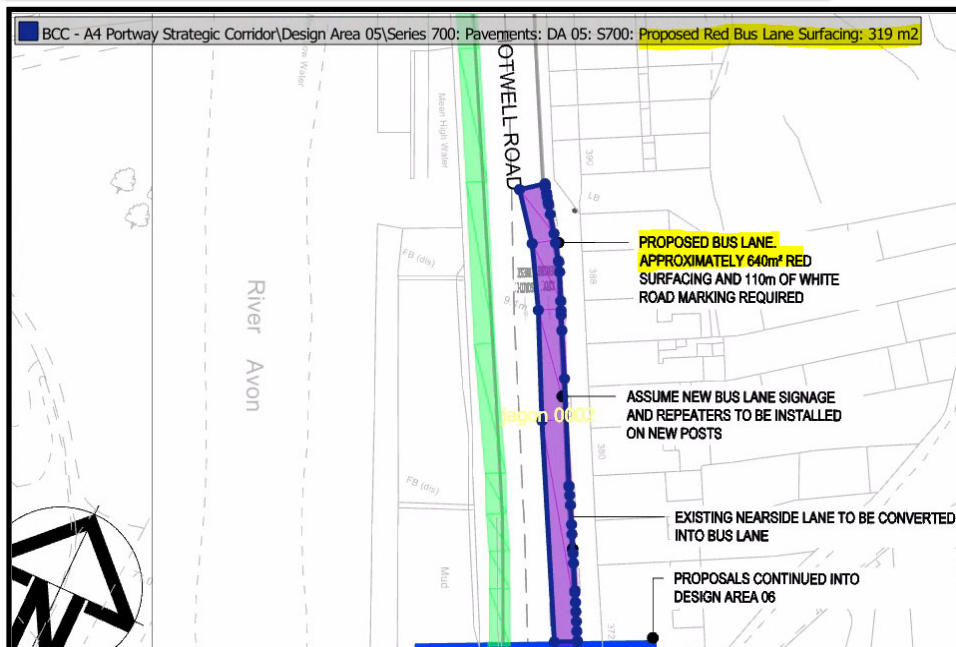 BCC - A4 Portway Strategic Corridor\Design Area 05\Series 700: Pavements: DA 05: S700: Proposed Red Bus Lane Surfacing: 319 m2
OTWELL ROAD
Mean High Water
390
LB
PROPOSED BUS LANE.
APPROXIMATELY 640m² RED
SURFACING AND 110m OF WHITE
ROAD MARKING REQUIRED
FB (dis)
388
River Avon
ASSUME NEW BUS LANE SIGNAGE
AND REPEATERS TO BE INSTALLED
ON NEW POSTS
380
FB (dis)
EXISTING NEARSIDE LANE TO BE CONVERTED
INTO BUS LANE
PROPOSALS CONTINUED INTO
DESIGN AREA 06
Mud
372
N